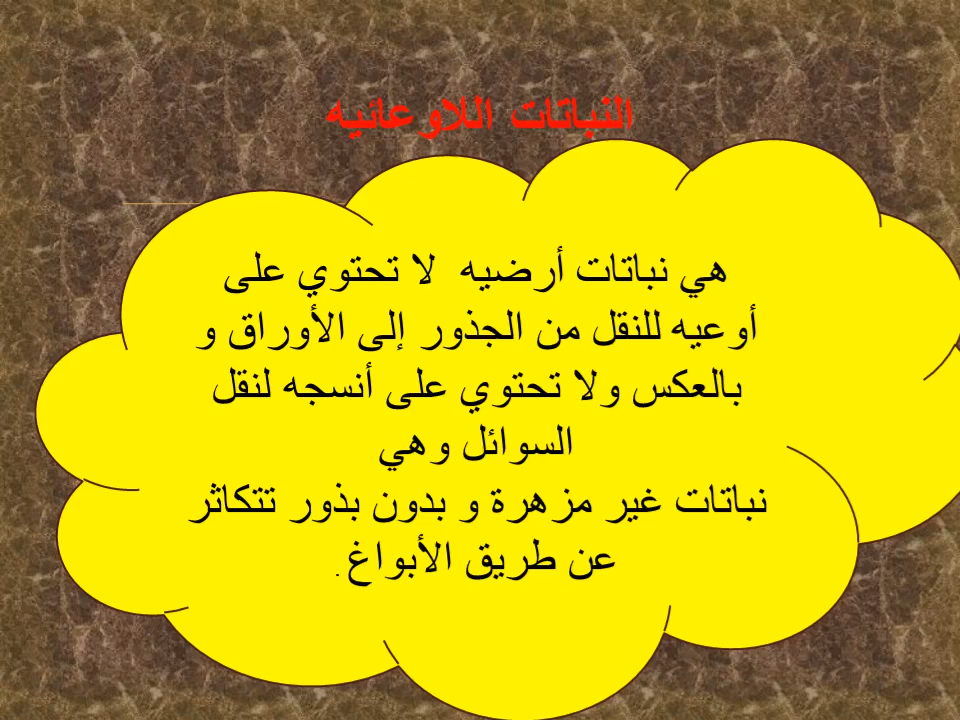 النباتات اللاوعائيه
هي نباتات أرضيه لا تحتوي على
أوعيه للنقل من الجذور إلى الأوراق و
بالعكس ولا تحتوي على أنسجه لنقل
السوائل وهي
نباتات غير مزهرة و بدون بذور تتكاثر
عن طريق الأبواغ.